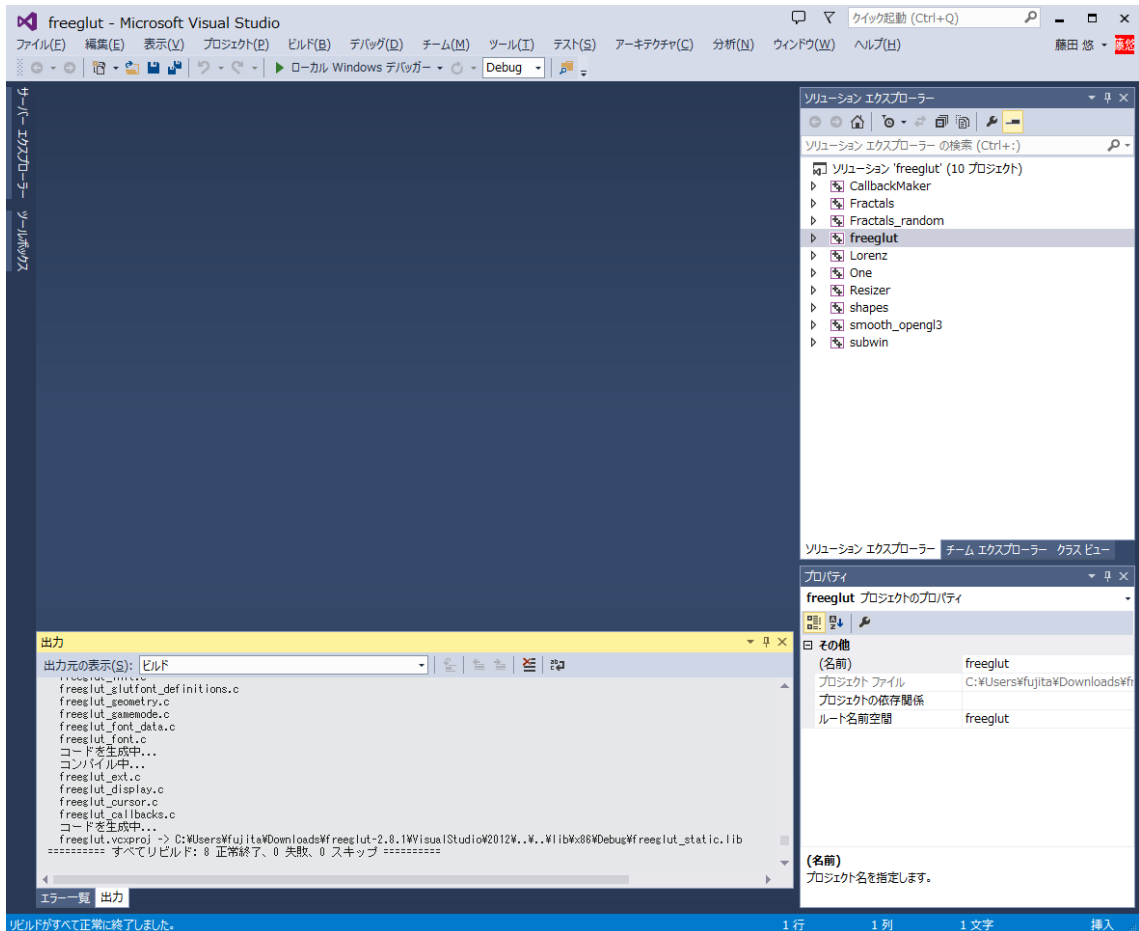 freeglut - Microsoft Visual Studio
クイック起動 (Ctrl+Q)
ファイル(F) 編集(E) 表示(V) プロジェクト(P) ビルド(B) デバッグ(D) チーム(M) ツール(T) テスト(S) アーキテクチャ(C) 分析(N) ウィンドウ(W) ヘルプ(H)
藤田 悠
藤悠
ローカル Windows デバッガー
Debug
サーバー エクスプローラー
ツールボックス
ソリューション エクスプローラー
ソリューション エクスプローラー の検索 (Ctrl+:)
ソリューション 'freeglut' (10 プロジェクト)
CallbackMaker
Fractals
Fractals_random
freeglut
Lorenz
One
Resizer
shapes
smooth_opengl3
subwin
ソリューション エクスプローラー チーム エクスプローラー クラス ビュー
プロパティ
freeglut プロジェクトのプロパティ
その他
(名前) freeglut
プロジェクト ファイル C:¥Users¥fujita¥Downloads¥fr
プロジェクトの依存関係
ルート名前空間 freeglut
(名前)
プロジェクト名を指定します。
出力
出力元の表示(S): ビルド
freeglut_init.c
freeglut_glutfont_definitions.c
freeglut_geometry.c
freeglut_gamemode.c
freeglut_font_data.c
freeglut_font.c
コードを生成中...
コンパイル中...
freeglut_ext.c
freeglut_display.c
freeglut_cursor.c
freeglut_callbacks.c
コードを生成中...
freeglut.vcxproj -> C:¥Users¥fujita¥Downloads¥freeglut-2.8.1¥VisualStudio¥2012¥..¥..¥lib¥x86¥Debug¥freeglut_static.lib
========== すべてリビルド: 8 正常終了、0 失敗、0 スキップ ==========
エラー一覧 出力
リビルドがすべて正常に終了しました。
1 行 1 列 1 文字 挿入